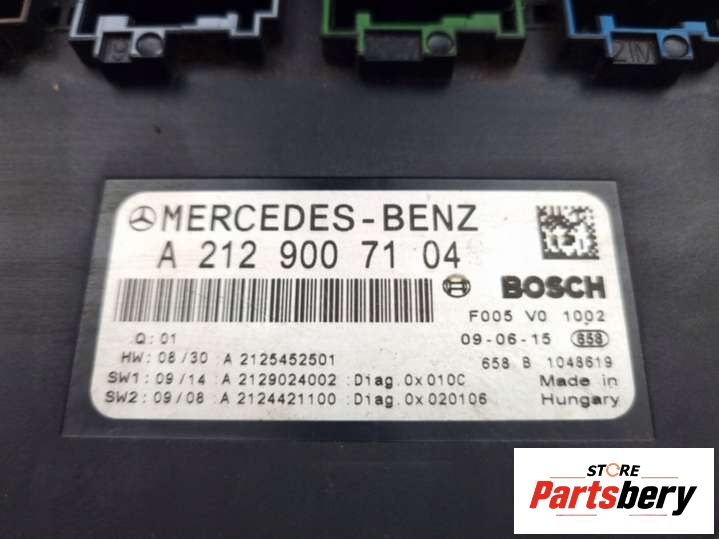 21M
MERCEDES-BENZ
A 212 900 71 04
BOSCH
F005 V0 1002
Q: 01
09-06-15 658
HW: 08/30 :A 2125452501
658 B 1048619
SW1: 09/14 :A 2129024002 :Diag.0x010C
Made in
SW2: 09/08 :A 2124421100 :Diag.0x020106
Hungary
STORE
Partsbery